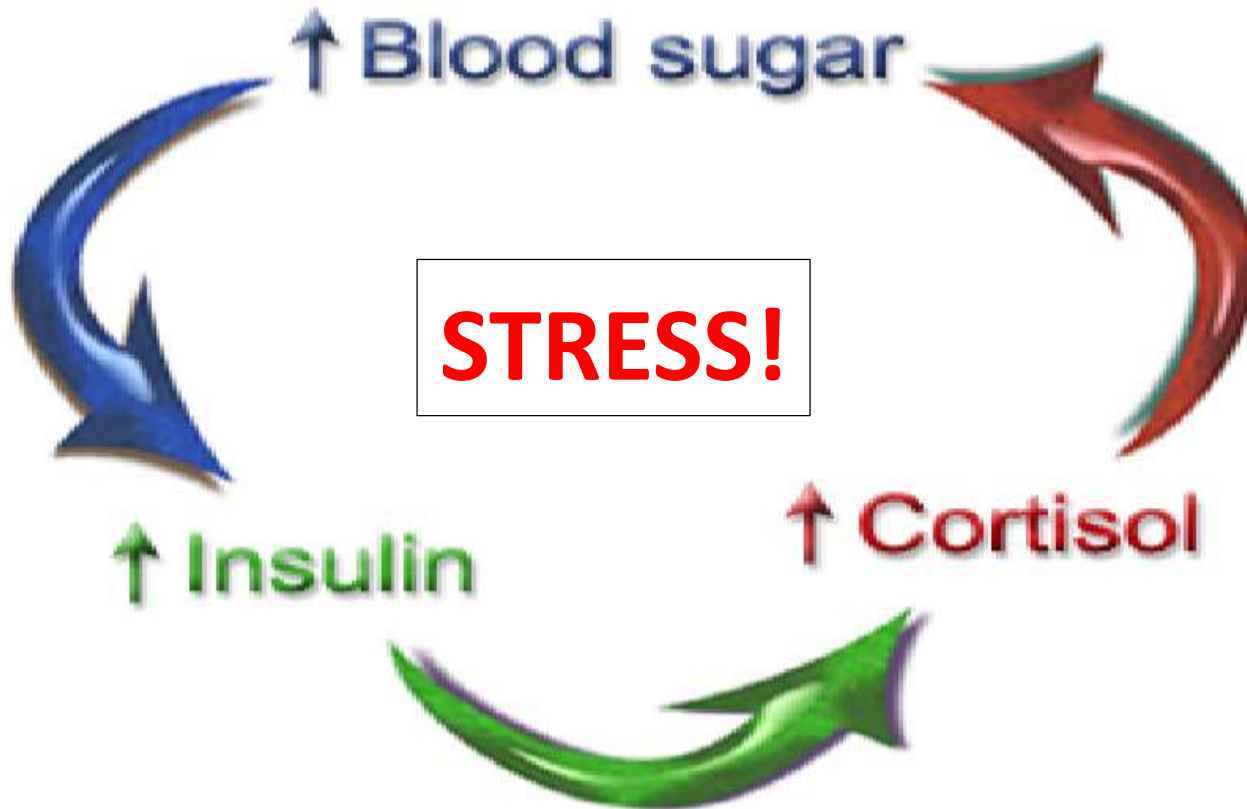 ↑ Blood sugar
STRESS!
↑ Insulin
↑ Cortisol